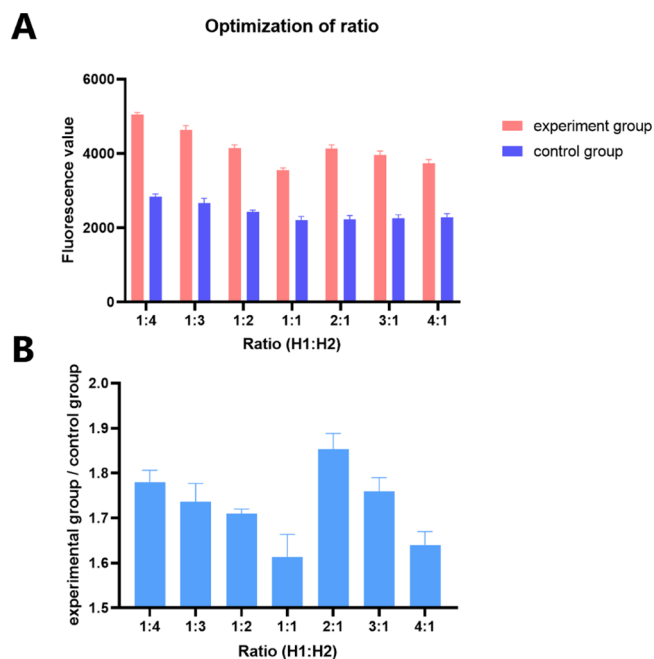 A
Optimization of ratio
Fluorescence value
6000
4000
2000
0
experiment group
control group
1:4 1:3 1:2 1:1 2:1 3:1 4:1
Ratio (H1:H2)
B
experimental group / control group
2.0
1.9
1.8
1.7
1.6
1.5
1:4 1:3 1:2 1:1 2:1 3:1 4:1
Ratio (H1:H2)